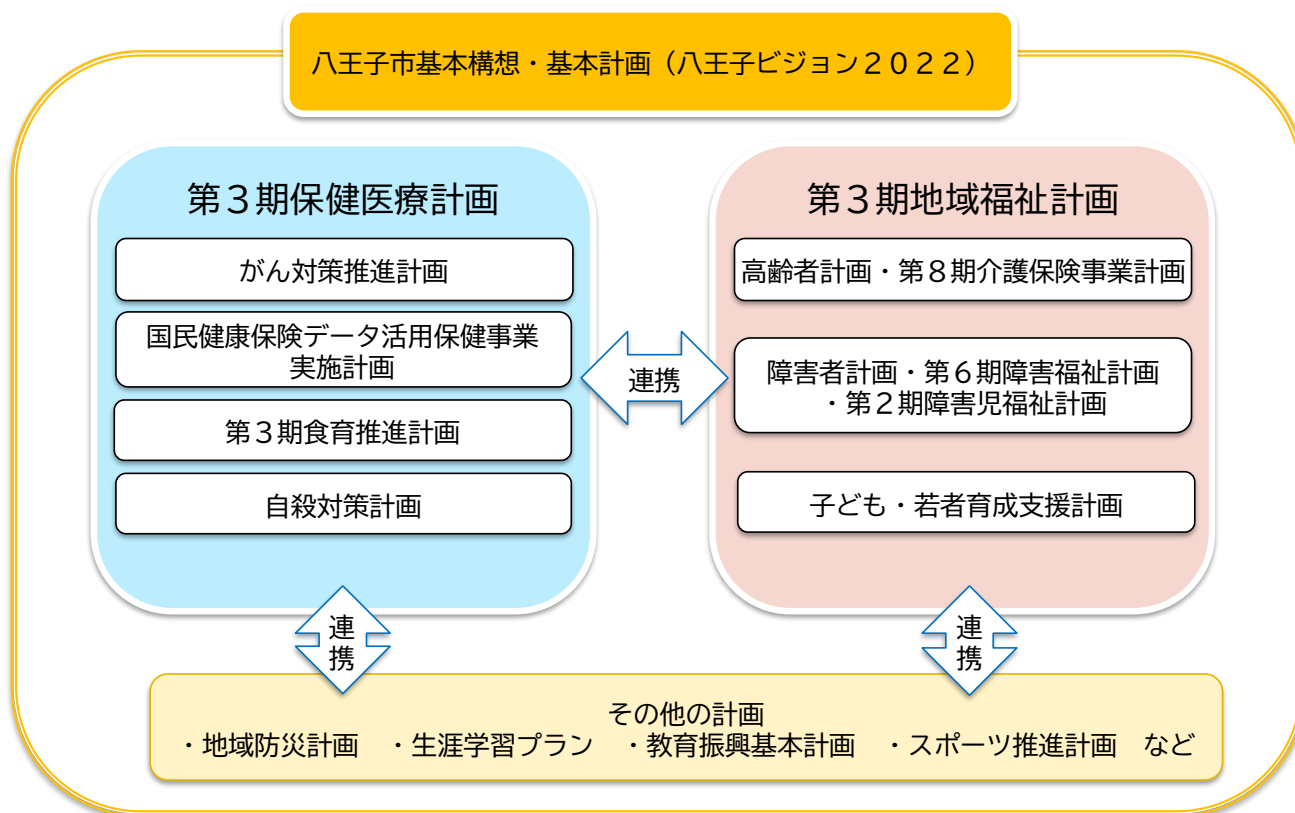 八王子市基本構想・基本計画（八王子ビジョン２０２２）
第３期保健医療計画
がん対策推進計画
国民健康保険データ活用保健事業
実施計画
第３期食育推進計画
自殺対策計画
連携
第３期地域福祉計画
高齢者計画・第８期介護保険事業計画
障害者計画・第６期障害福祉計画
・第２期障害児福祉計画
子ども・若者育成支援計画
連
携
連
携
その他の計画
・地域防災計画　・生涯学習プラン　・教育振興基本計画　・スポーツ推進計画　など